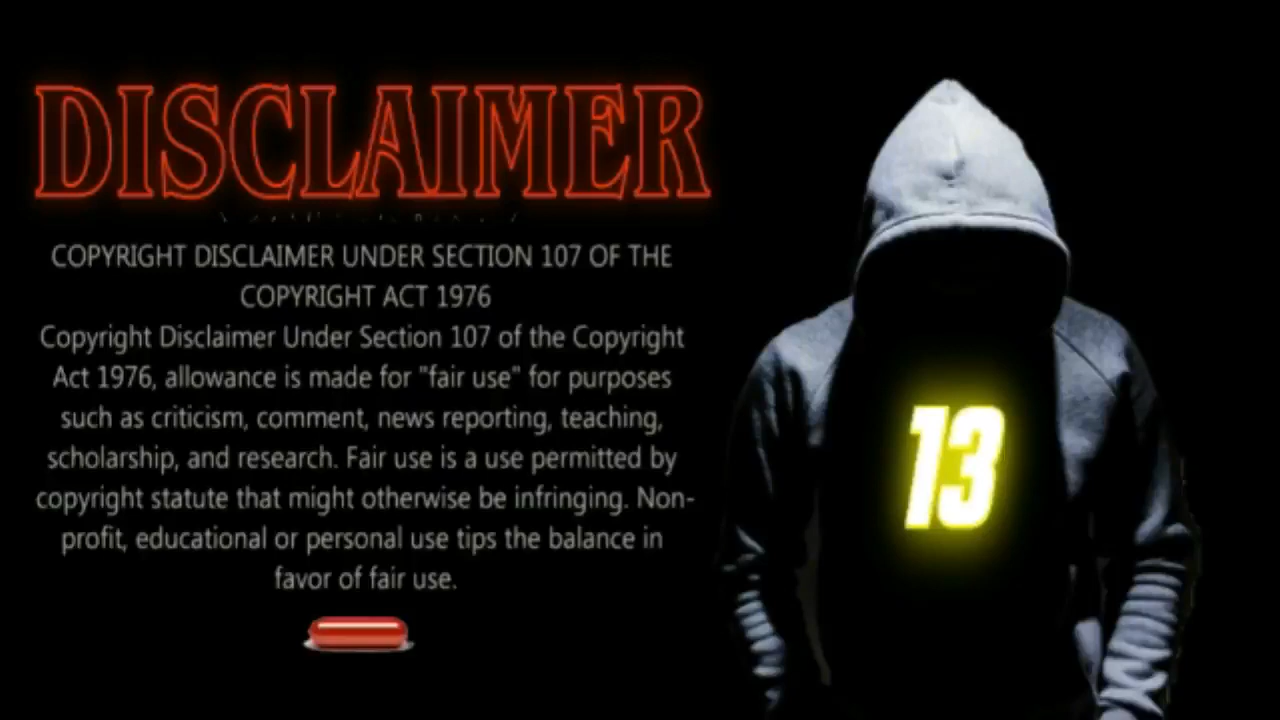 DISCLAIMER
COPYRIGHT DISCLAIMER UNDER SECTION 107 OF THE
COPYRIGHT ACT 1976
Copyright Disclaimer Under Section 107 of the Copyright
Act 1976, allowance is made for "fair use" for purposes
such as criticism, comment, news reporting, teaching,
scholarship, and research. Fair use is a use permitted by
copyright statute that might otherwise be infringing. Non-
profit, educational or personal use tips the balance in
favor of fair use.
13